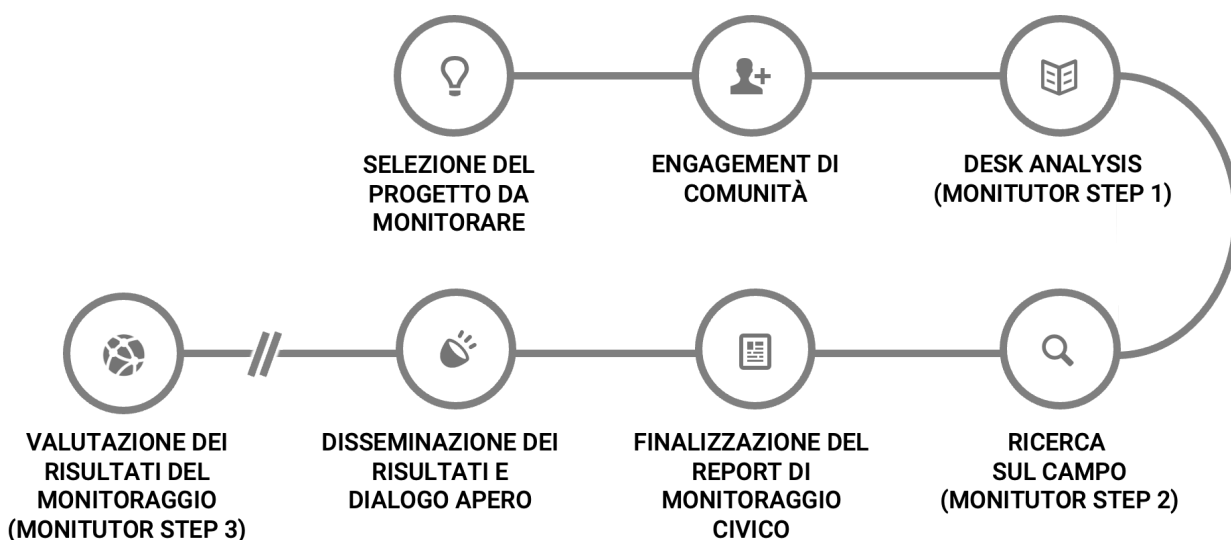 SELEZIONE DEL
PROGETTO DA
MONITORARE
ENGAGEMENT DI
COMUNITÀ
DESK ANALYSIS
(MONITUTOR STEP 1)
RICERCA
SUL CAMPO
(MONITUTOR STEP 2)
FINALIZZAZIONE DEL
REPORT DI
MONITORAGGIO
CIVICO
DISSEMINAZIONE DEI
RISULTATI E
DIALOGO APERO
VALUTAZIONE DEI
RISULTATI DEL
MONITORAGGIO
(MONITUTOR STEP 3)